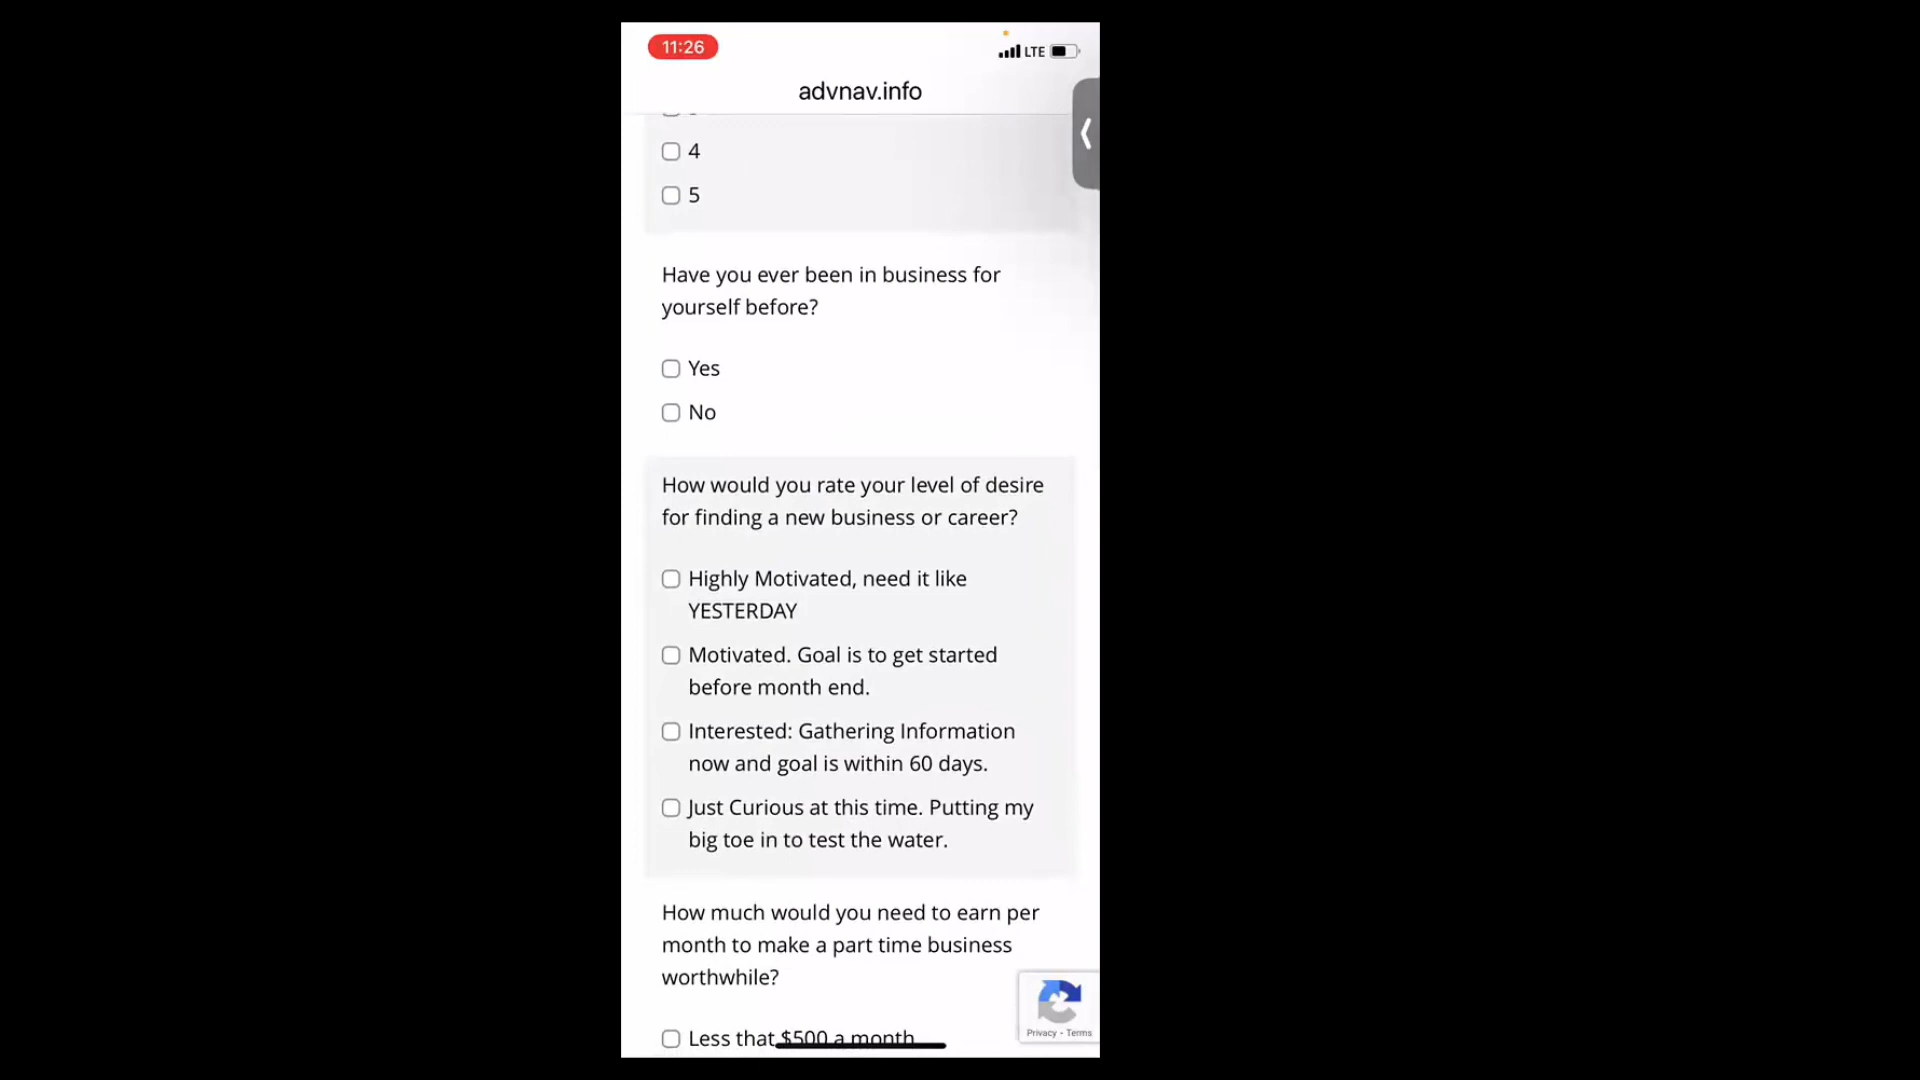 11:26
LTE
advnav.info
4
5
Have you ever been in business for
yourself before?
Yes
No
How would you rate your level of desire
for finding a new business or career?
Highly Motivated, need it like
YESTERDAY
Motivated. Goal is to get started
before month end.
Interested: Gathering Information
now and goal is within 60 days.
Just Curious at this time. Putting my
big toe in to test the water.
How much would you need to earn per
month to make a part time business
worthwhile?
Less that $500 a month
Privacy - Terms